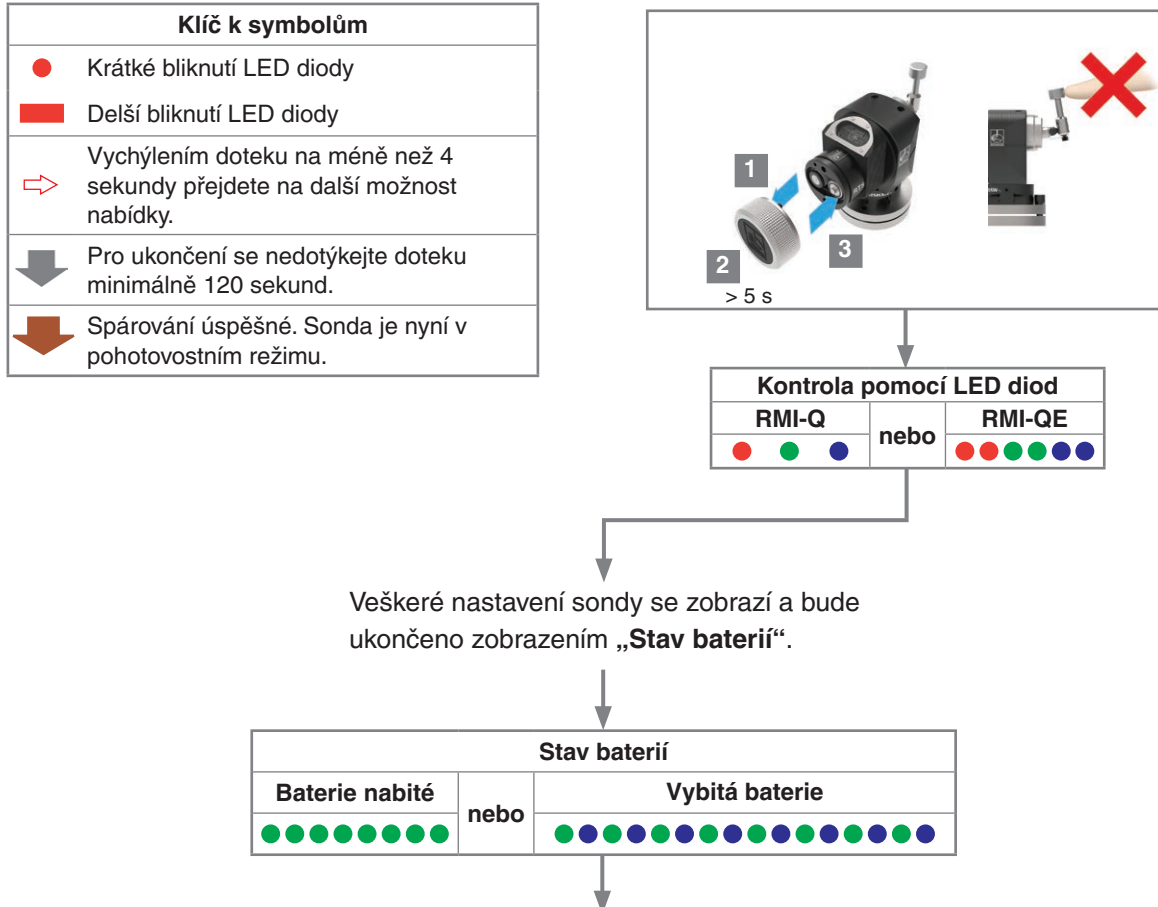 Klíč k symbolům
Krátké bliknutí LED diody
Delší bliknutí LED diody
Vychýlením doteku na méně než 4
sekundy přejdete na další možnost
nabídky.
Pro ukončení se nedotýkejte doteku
minimálně 120 sekund.
Spárování úspěšné. Sonda je nyní v
pohotovostním režimu.
1
2
3
> 5 s
Kontrola pomocí LED diod
RMI-Q
nebo
RMI-QE
Veškeré nastavení sondy se zobrazí a bude
ukončeno zobrazením „Stav baterií“.
Stav baterií
Baterie nabité
nebo
Vybitá baterie